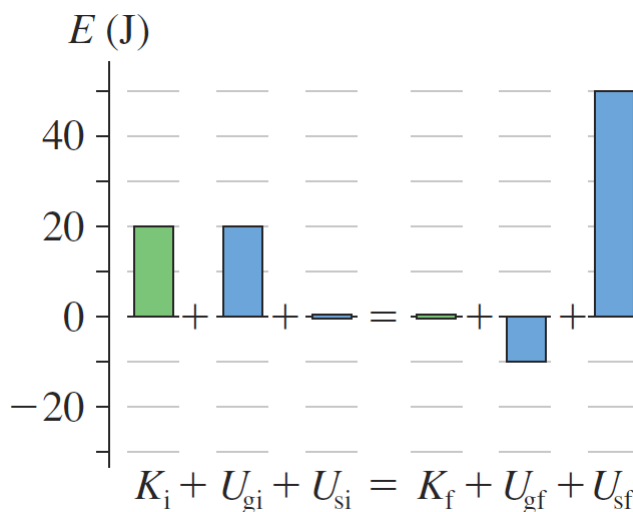 E (J)
40
20
0 + + = + +
−20
K_i + U_gi + U_si = K_f + U_gf + U_sf